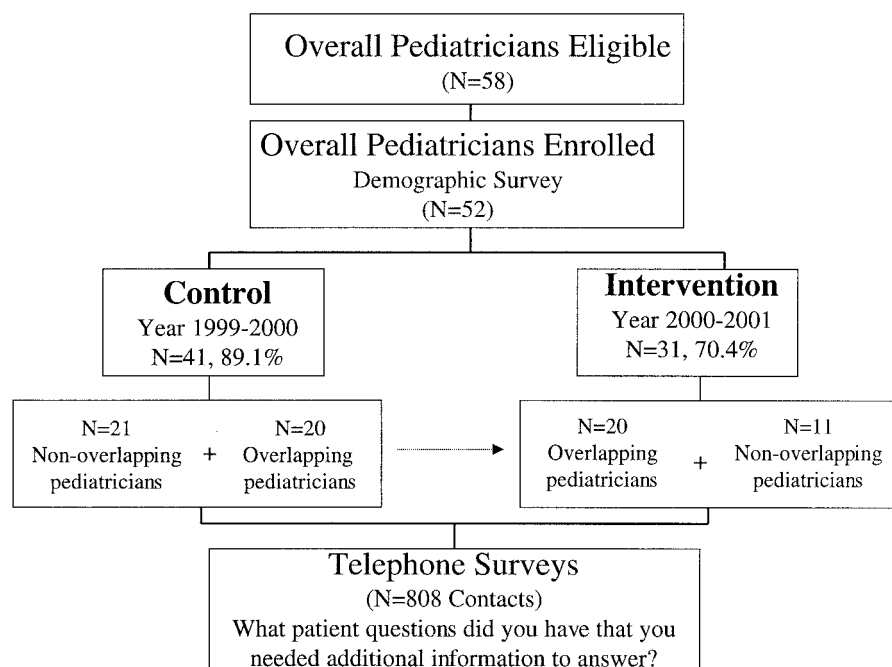 Overall Pediatricians Eligible
(N=58)
Overall Pediatricians Enrolled
Demographic Survey
(N=52)
Control
Year 1999-2000
N=41, 89.1%
Intervention
Year 2000-2001
N=31, 70.4%
N=21
Non-overlapping
pediatricians
+
N=20
Overlapping
pediatricians
N=20
Overlapping
pediatricians
+
N=11
Non-overlapping
pediatricians
Telephone Surveys
(N=808 Contacts)
What patient questions did you have that you
needed additional information to answer?